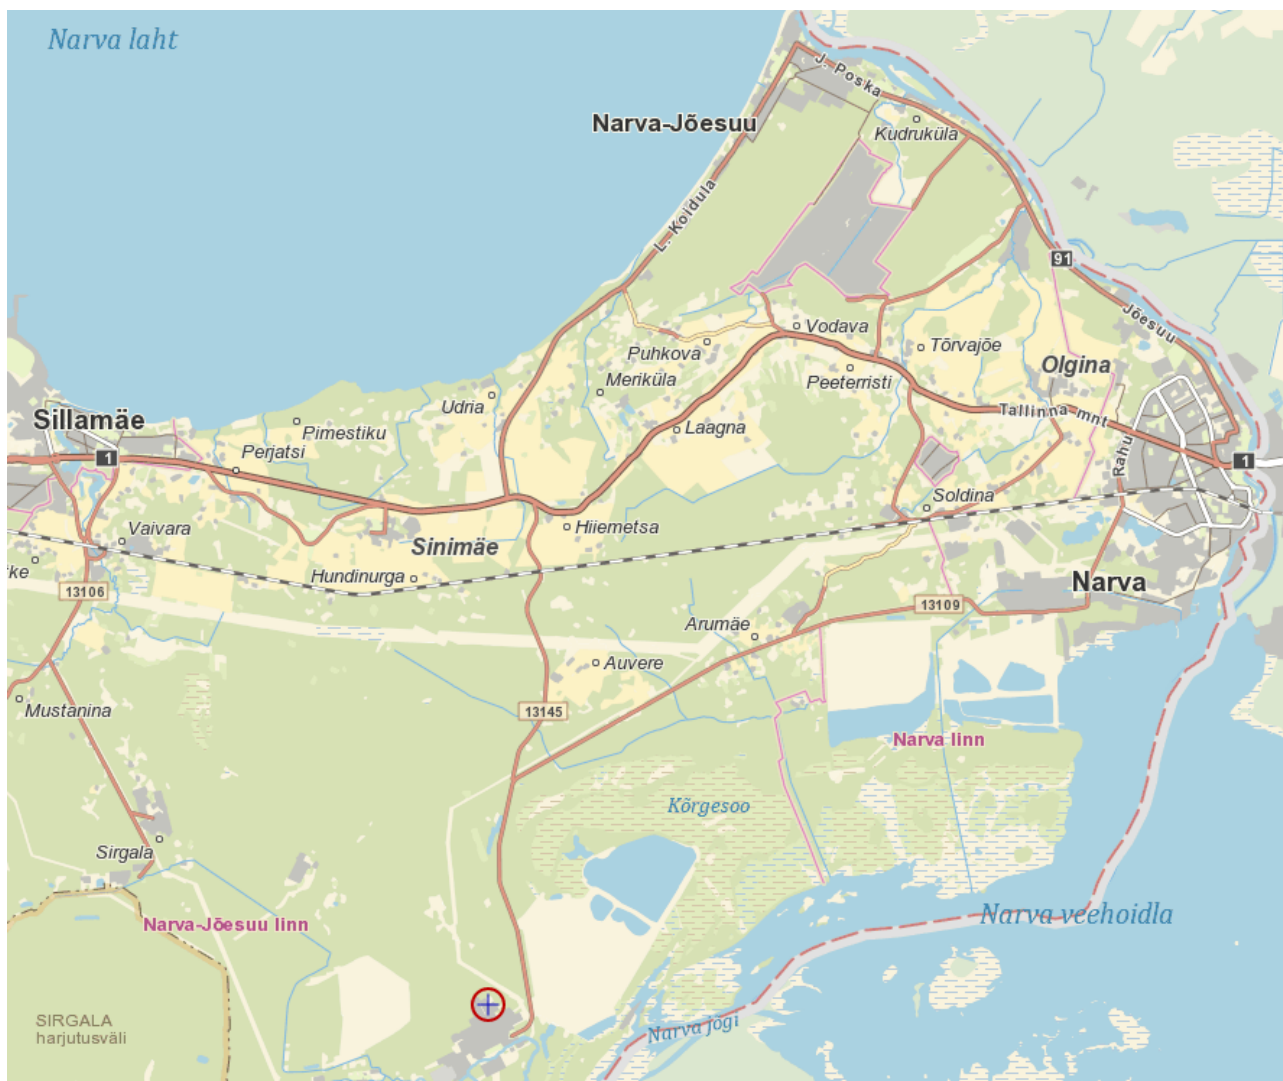 Narva laht
J. Poska
Narva-Jõesuu
Kudruküla
L. Koidula
91
Jõesuu
Vodava
Puhkova
Tõrvajõe
Olgina
Meriküla
Peeterristi
Udria
Tallinna mnt
Sillamäe
Pimestiku
Laagna
Rahu
Perjatsi
1
1
Soldina
Vaivara
Hiiemetsa
Sinimäe
ke
Hundinurga
Narva
13106
13109
Arumäe
Auvere
Mustanina
13145
Narva linn
Kõrgesoo
Sirgala
Narva-Jõesuu linn
Narva veehoidla
SIRGALA
harjutusväli
Narva jõgi